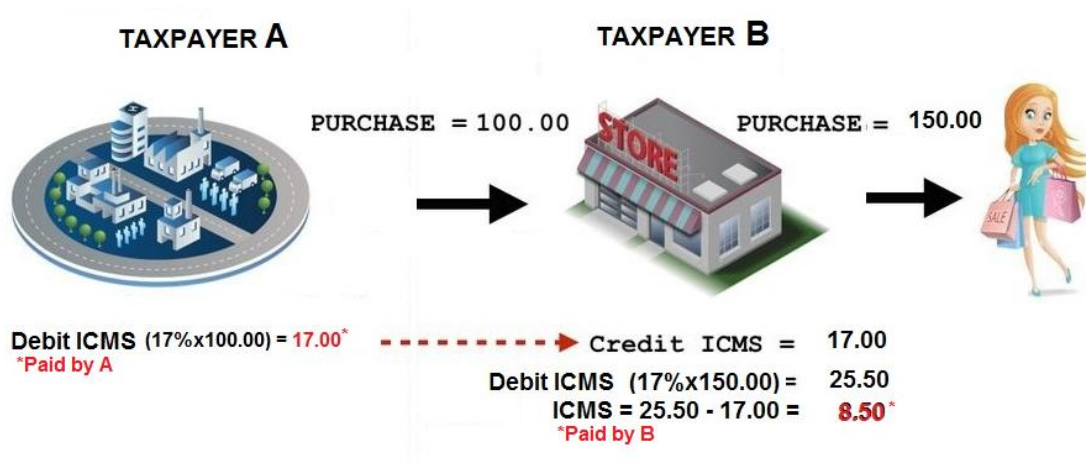 TAXPAYER A
TAXPAYER B
PURCHASE = 100.00
STORE
PURCHASE = 150.00
H
SALE
Debit ICMS (17%x100.00) = 17.00*
*Paid by A
Credit ICMS = 17.00
Debit ICMS (17%x150.00) = 25.50
ICMS = 25.50 - 17.00 = 8.50*
*Paid by B